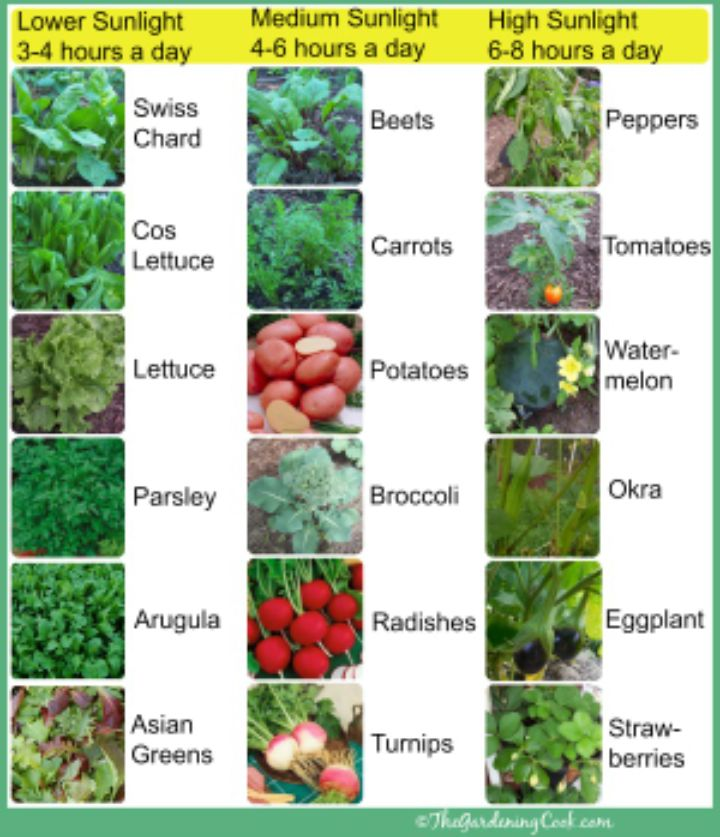 Lower Sunlight
3-4 hours a day
Medium Sunlight
4-6 hours a day
High Sunlight
6-8 hours a day
Swiss
Chard
Beets
Peppers
Cos
Lettuce
Carrots
Tomatoes
Lettuce
Potatoes
Water-
melon
Parsley
Broccoli
Okra
Arugula
Radishes
Eggplant
Asian
Greens
Turnips
Straw-
berries
©TheGardeningCook.com